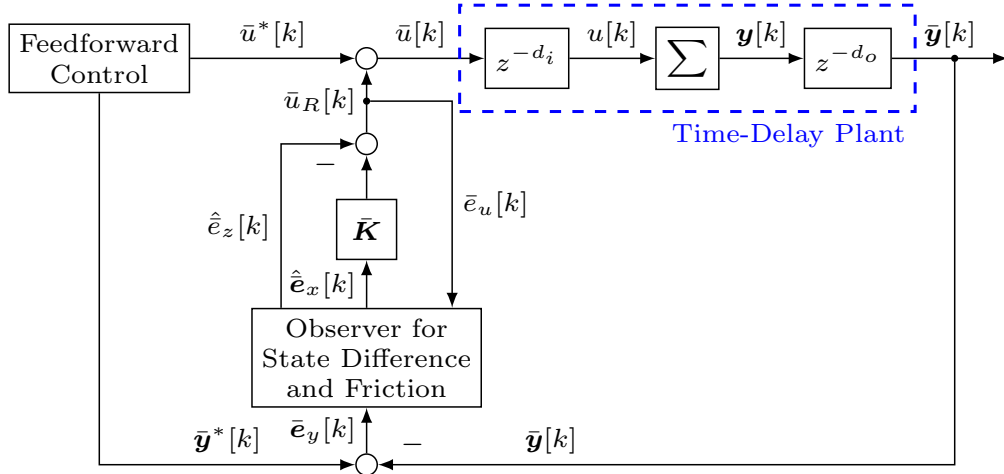 Feedforward
Control
ū*[k]
ū[k]
z^{-d_i}
u[k]
∑
𝒚[k]
z^{-d_o}
𝒚̄[k]
ū_R[k]
Time-Delay Plant
−
ê̄_z[k]
K̄
ē_u[k]
𝒆̂̄_x[k]
Observer for
State Difference
and Friction
𝒚̄*[k]
𝒆̄_y[k]
−
𝒚̄[k]